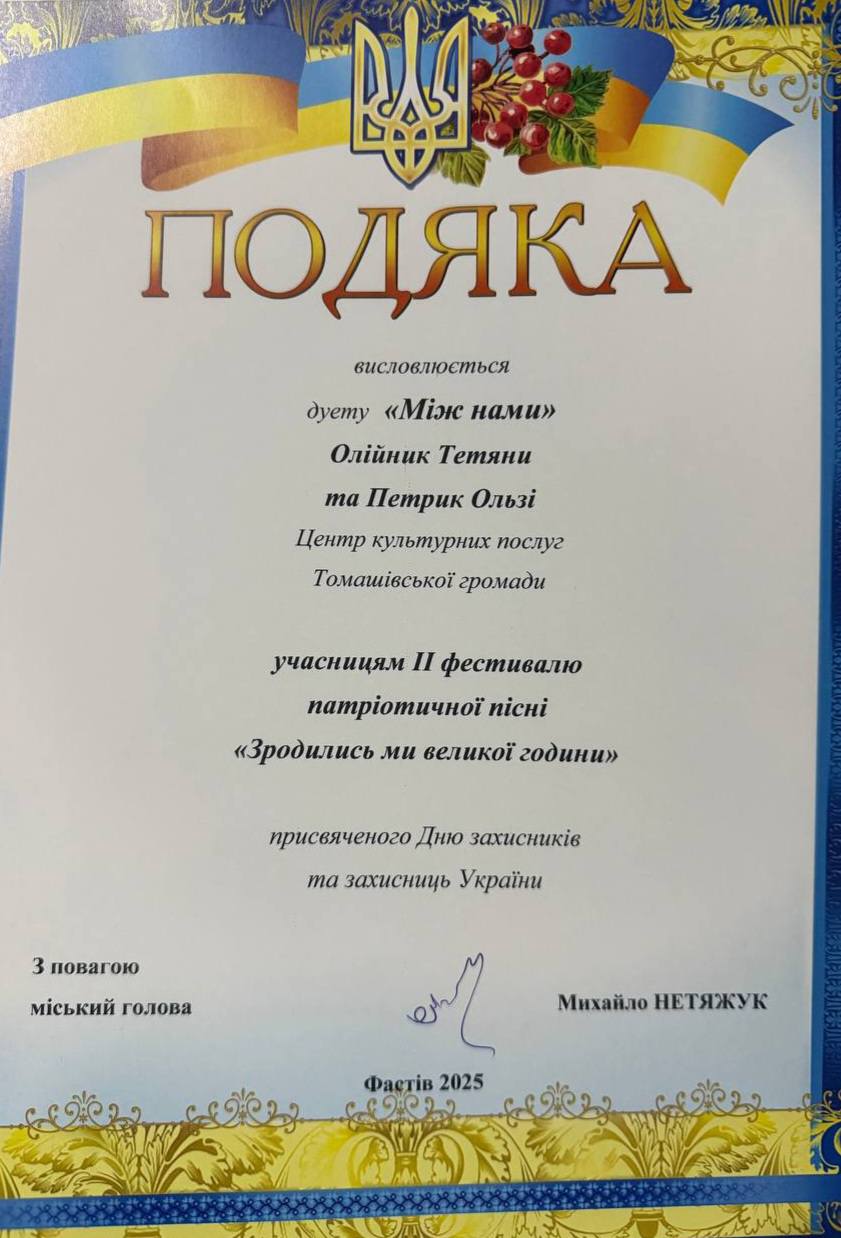 ПОДЯКА
висловлюється
дуету «Між нами»
Олійник Тетяни
та Петрик Ользі
Центр культурних послуг
Томашівської громади
учасницям ІІ фестивалю
патріотичної пісні
«Зродились ми великої години»
присвяченого Дню захисників
та захисниць України
З повагою
міський голова
Михайло НЕТЯЖУК
Фастів 2025